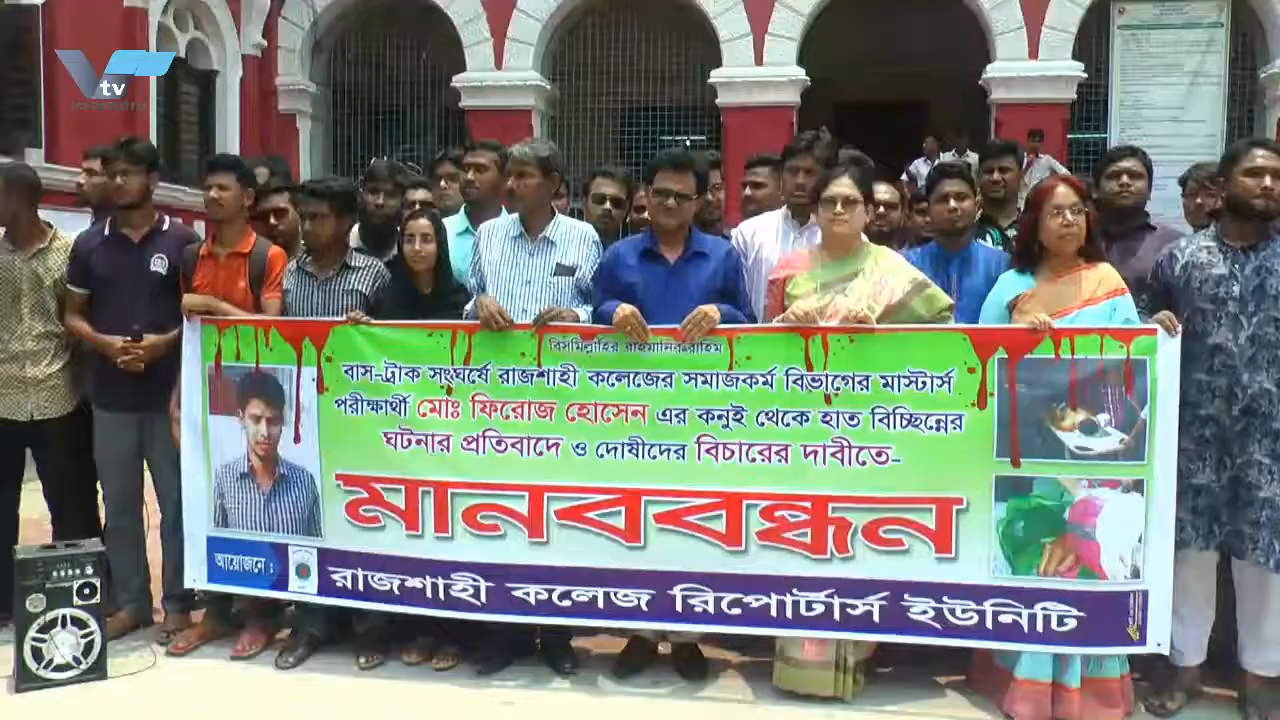 tv
বিসমিল্লাহির রাহমানির রাহিম
বাস-ট্রাক সংঘর্ষে রাজশাহী কলেজের সমাজকর্ম বিভাগের মাস্টার্স
পরীক্ষার্থী মোঃ ফিরোজ হোসেন এর কনুই থেকে হাত বিচ্ছিন্নের
ঘটনার প্রতিবাদে ও দোষীদের বিচারের দাবীতে-
মানববন্ধন
আয়োজনে :
রাজশাহী কলেজ রিপোর্টার্স ইউনিটি